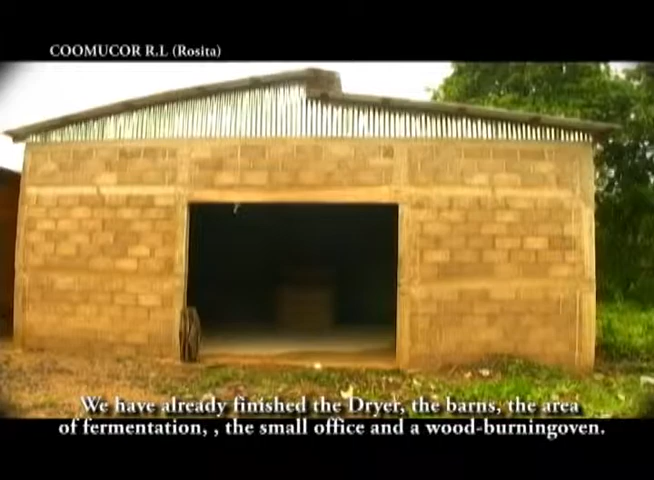 COOMUCOR R.L (Rosita)
We have already finished the Dryer, the barns, the area
of fermentation, , the small office and a wood-burningoven.